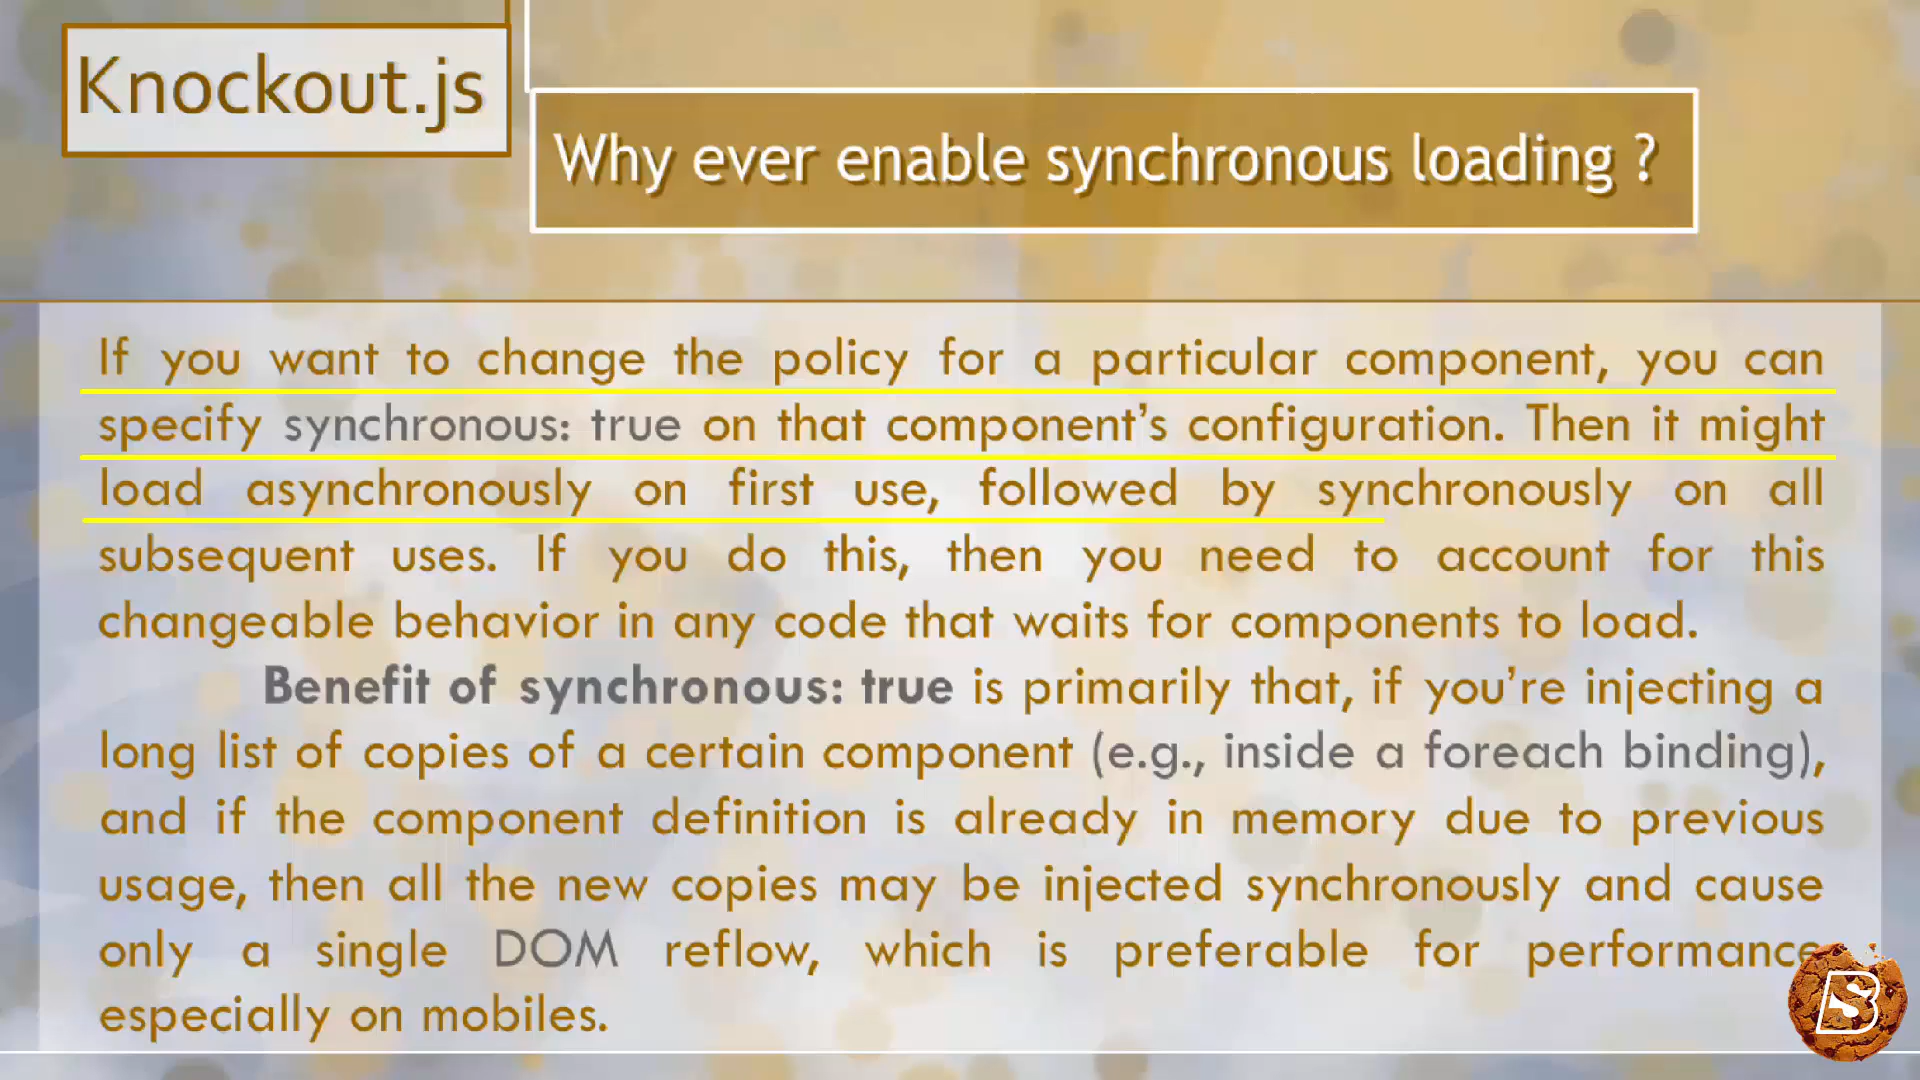 Knockout.js
Why ever enable synchronous loading ?
If you want to change the policy for a particular component, you can
specify synchronous: true on that component’s configuration. Then it might
load asynchronously on first use, followed by synchronously on all
subsequent uses. If you do this, then you need to account for this
changeable behavior in any code that waits for components to load.
Benefit of synchronous: true is primarily that, if you’re injecting a
long list of copies of a certain component (e.g., inside a foreach binding),
and if the component definition is already in memory due to previous
usage, then all the new copies may be injected synchronously and cause
only a single DOM reflow, which is preferable for performance
especially on mobiles.